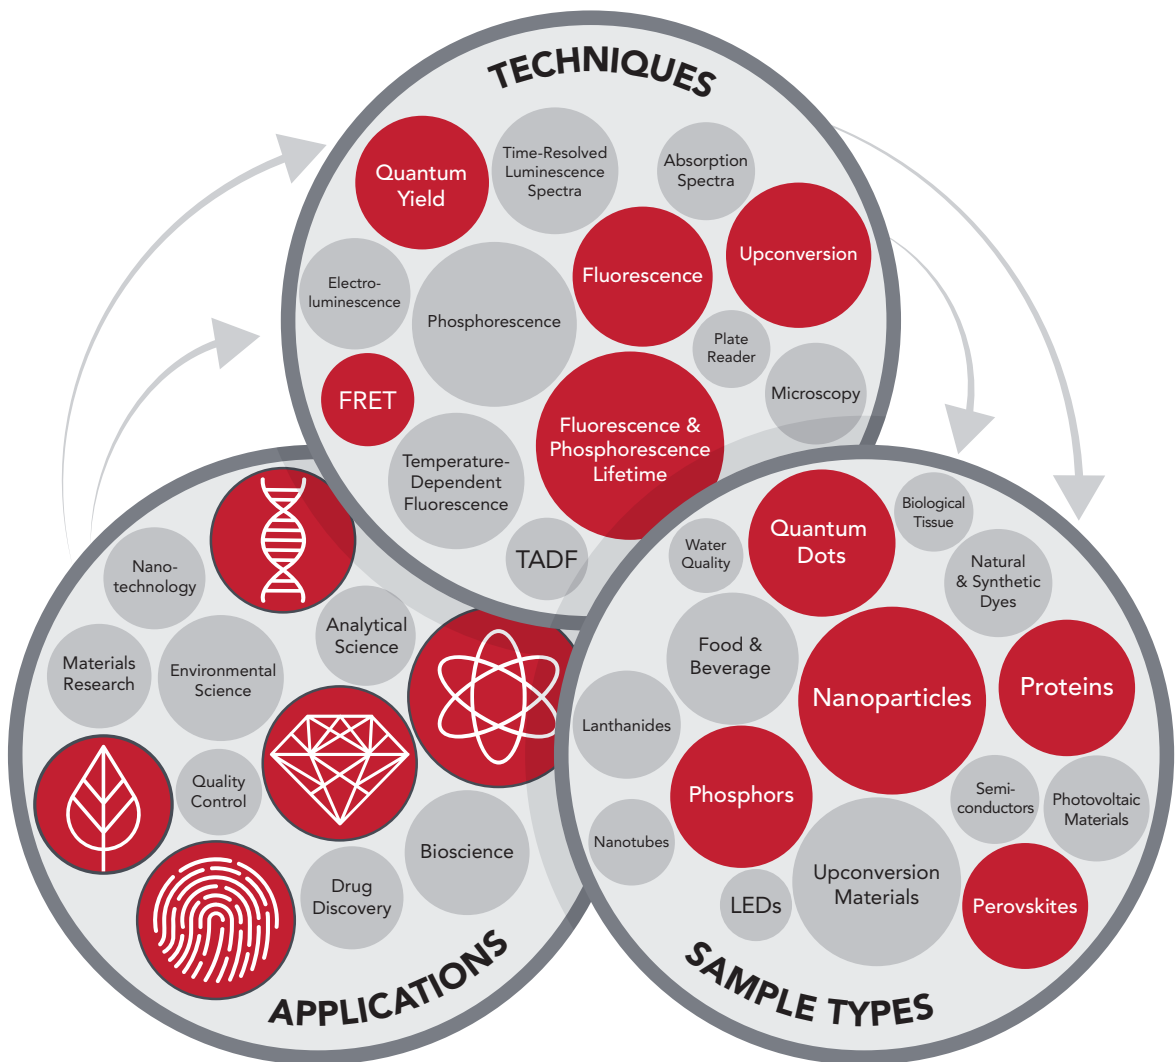 TECHNIQUES
Quantum
Yield
Time-Resolved
Luminescence
Spectra
Absorption
Spectra
Upconversion
Fluorescence
Electro-
luminescence
Phosphorescence
Plate
Reader
Microscopy
FRET
Fluorescence &
Phosphorescence
Lifetime
Temperature-
Dependent
Fluorescence
TADF
Nano-
technology
Analytical
Science
Materials
Research
Environmental
Science
Quality
Control
Bioscience
Drug
Discovery
APPLICATIONS
Biological
Tissue
Quantum
Dots
Water
Quality
Natural
& Synthetic
Dyes
Food &
Beverage
Nanoparticles
Proteins
Lanthanides
Phosphors
Semi-
conductors
Photovoltaic
Materials
Nanotubes
Upconversion
Materials
LEDs
Perovskites
SAMPLE TYPES